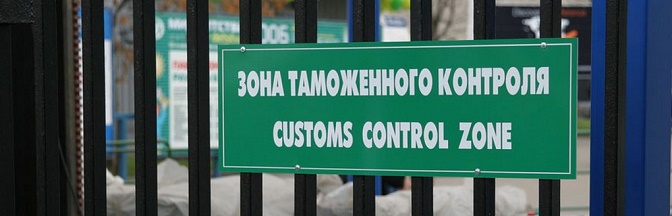 ЗОНА ТАМОЖЕННОГО КОНТРОЛЯ
CUSTOMS CONTROL ZONE